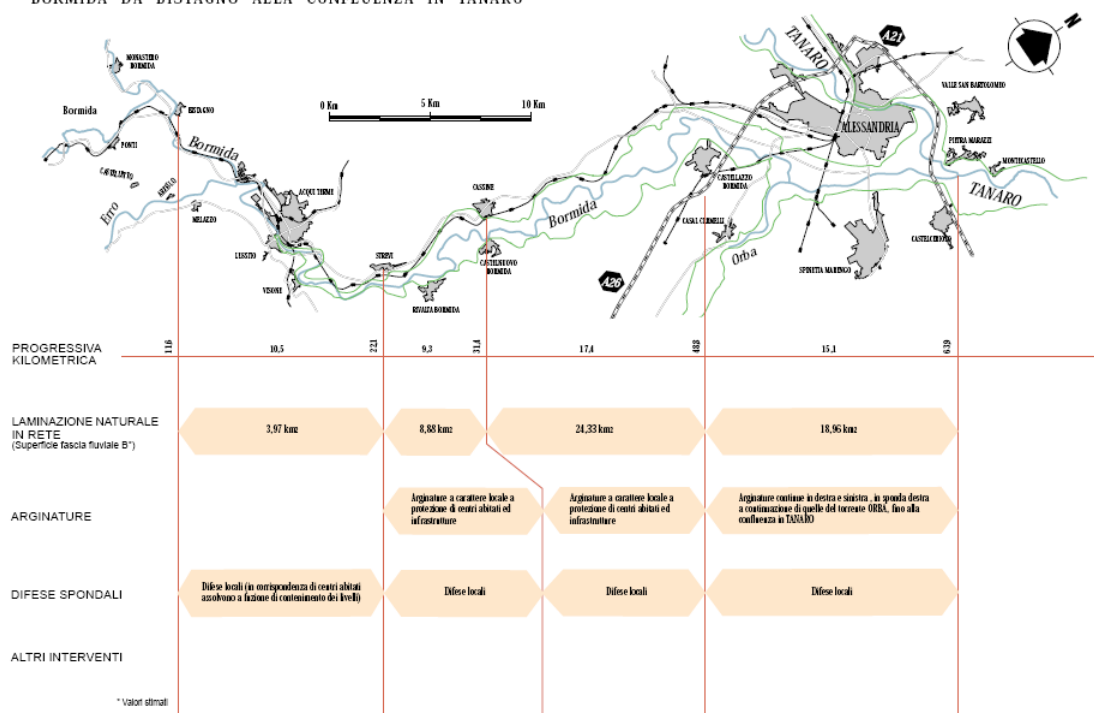 BORMIDA DA BISTAGNO ALLA CONFLUENZA IN TANARO
N
A21
TANARO
MONASTERO
BORMIDA
VALLE SAN BARTOLOMEO
0 Km
5 Km
10 Km
Bormida
BISTAGNO
ALESSANDRIA
PONTI
Bormida
PIETRA MARAZZI
MONTECASTELLO
CASTELLAZZO
BORMIDA
ACQUI TERME
CASSINE
TANARO
MELAZZO
Erro
Bormida
CASAL CERMELLI
CASTELCERIOLO
STREVI
CASTELNUOVO
BORMIDA
Orba
SPINETTA MARENGO
VISONE
A26
RIVALTA BORMIDA
PROGRESSIVA
KILOMETRICA
11,6
10,5
22,1
9,3
31,4
17,4
48,8
15,1
63,9
LAMINAZIONE NATURALE
IN RETE
(Superficie fascia fluviale B*)
3,97 km2
8,88 km2
24,33 km2
18,96 km2
ARGINATURE
Arginature a carattere locale a
protezione di centri abitati ed
infrastrutture
Arginature a carattere locale a
protezione di centri abitati ed
infrastrutture
Arginature continue in destra e sinistra , in sponda destra
a continuazione di quelle del torrente ORBA, fino alla
confluenza in TANARO
DIFESE SPONDALI
Difese locali (in corrispondenza di centri abitati
assolvono a fuzione di contenimento dei livelli)
Difese locali
Difese locali
Difese locali
ALTRI INTERVENTI
* Valori stimati